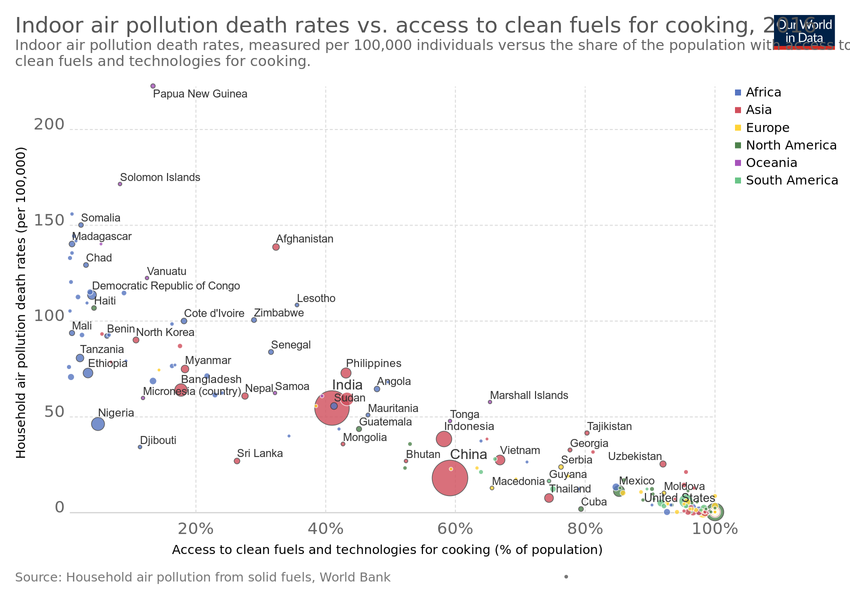 Indoor air pollution death rates vs. access to clean fuels for cooking, 2016
Our World
in Data
Indoor air pollution death rates, measured per 100,000 individuals versus the share of the population with access to
clean fuels and technologies for cooking.
Household air pollution death rates (per 100,000)
200
150
100
50
0
Papua New Guinea
Solomon Islands
Somalia
Madagascar
Afghanistan
Chad
Vanuatu
Democratic Republic of Congo
Haiti
Lesotho
Cote d'Ivoire
Zimbabwe
Mali
Benin
North Korea
Tanzania
Senegal
Ethiopia
Myanmar
Philippines
Bangladesh
India
Angola
Micronesia (country)
Nepal
Samoa
Sudan
Marshall Islands
Nigeria
Mauritania
Guatemala
Tonga
Indonesia
Djibouti
Mongolia
Tajikistan
Georgia
Sri Lanka
Bhutan
China
Vietnam
Serbia
Uzbekistan
Macedonia
Guyana
Thailand
Mexico
Moldova
Cuba
United States
20%
40%
60%
80%
100%
Access to clean fuels and technologies for cooking (% of population)
Africa
Asia
Europe
North America
Oceania
South America
Source: Household air pollution from solid fuels, World Bank